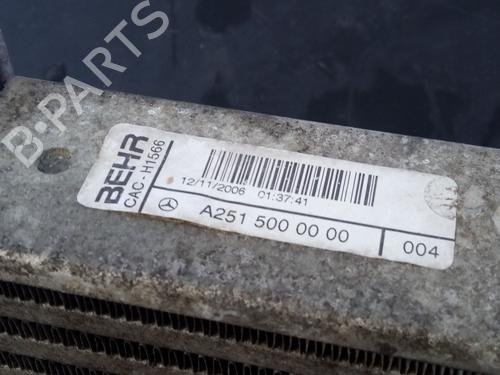 B-PARTS
BEHR
CAC - H1566
12/11/2006 01:37:41
A251 500 00 00
004